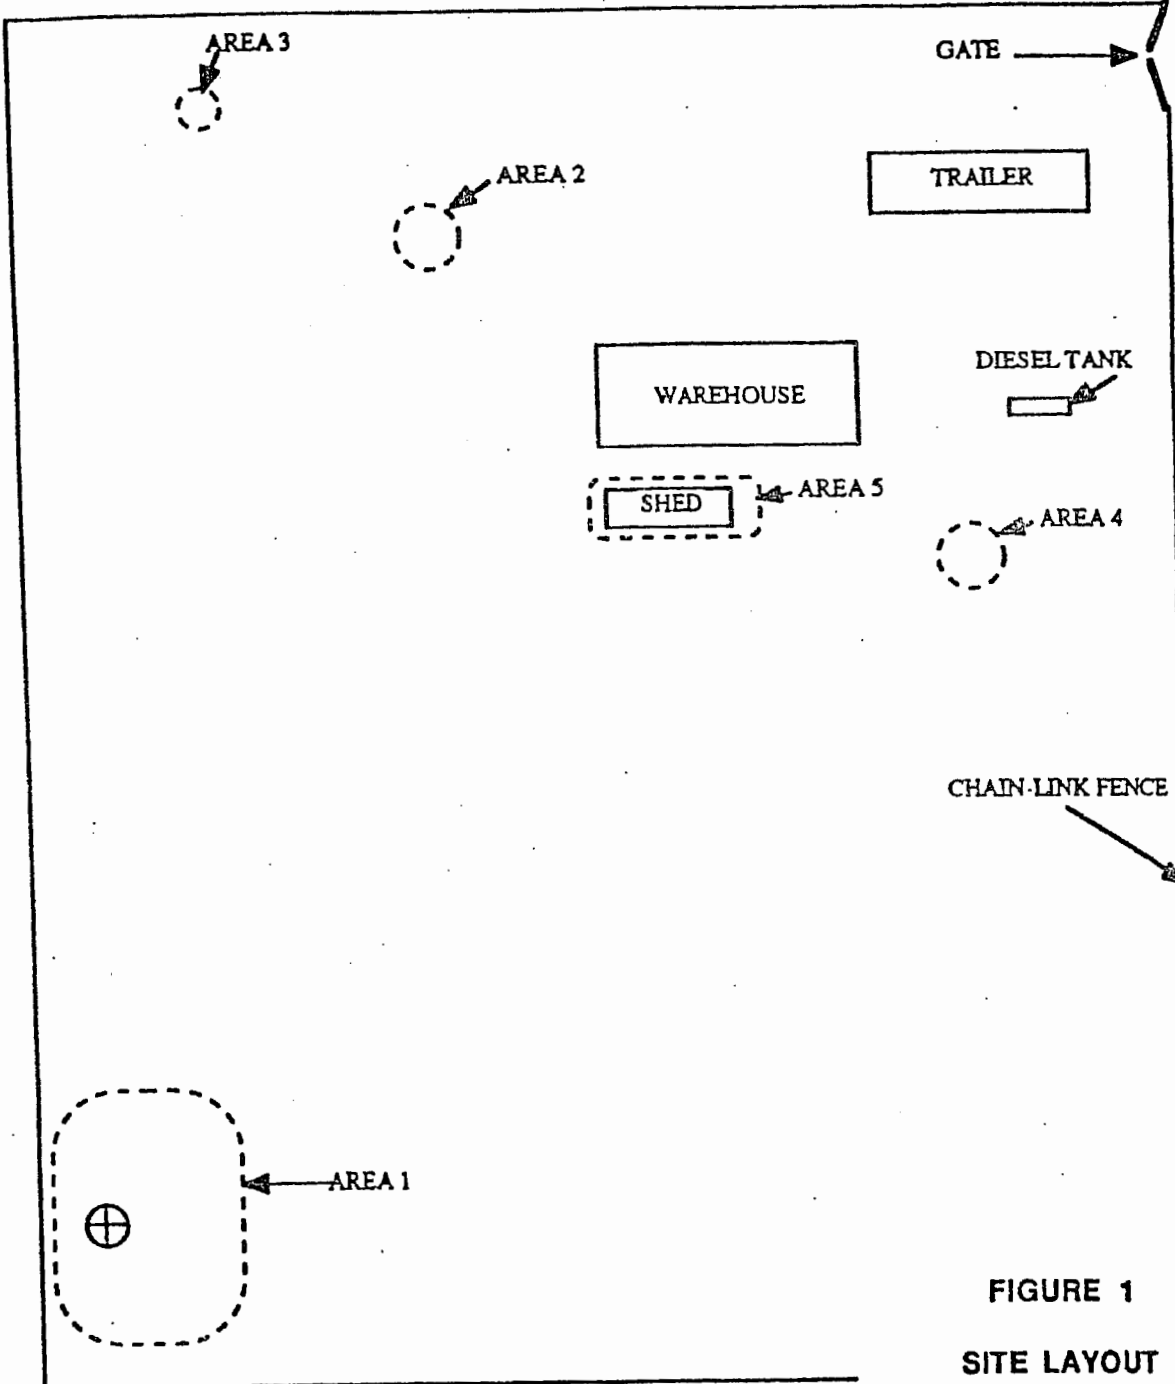 AREA 3
GATE
AREA 2
TRAILER
DIESEL TANK
WAREHOUSE
AREA 5
SHED
AREA 4
CHAIN-LINK FENCE
AREA 1
FIGURE 1
SITE LAYOUT